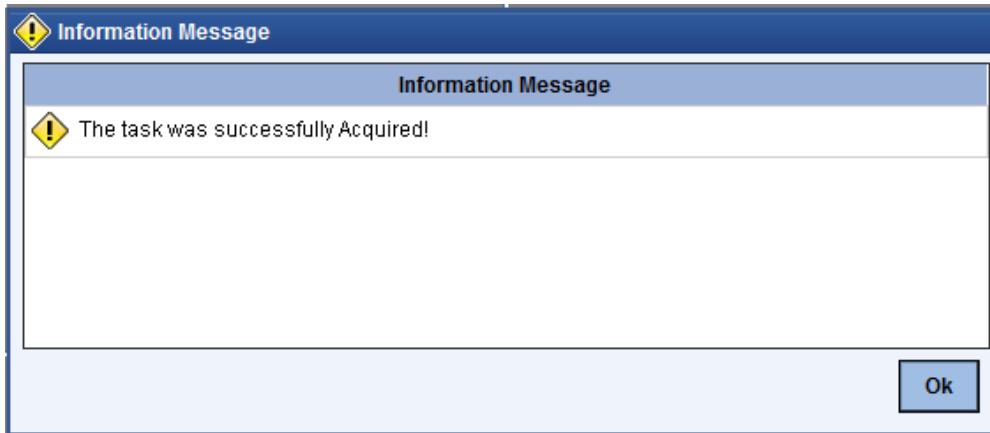 Information Message
Information Message
The task was successfully Acquired!
Ok